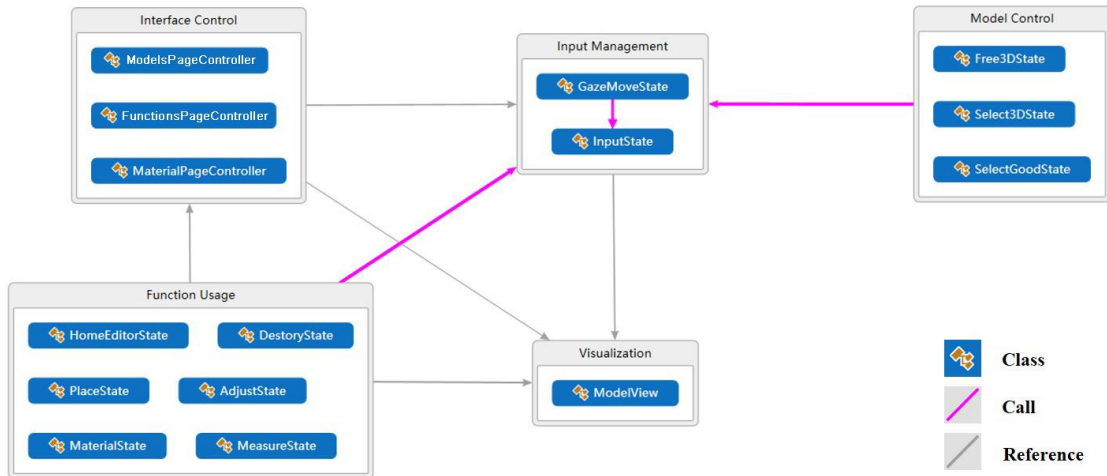 Interface Control
ModelsPageController
FunctionsPageController
MaterialPageController
Input Management
GazeMoveState
InputState
Model Control
Free3DState
Select3DState
SelectGoodState
Function Usage
HomeEditorState
DestoryState
PlaceState
AdjustState
MaterialState
MeasureState
Visualization
ModelView
Class
Call
Reference